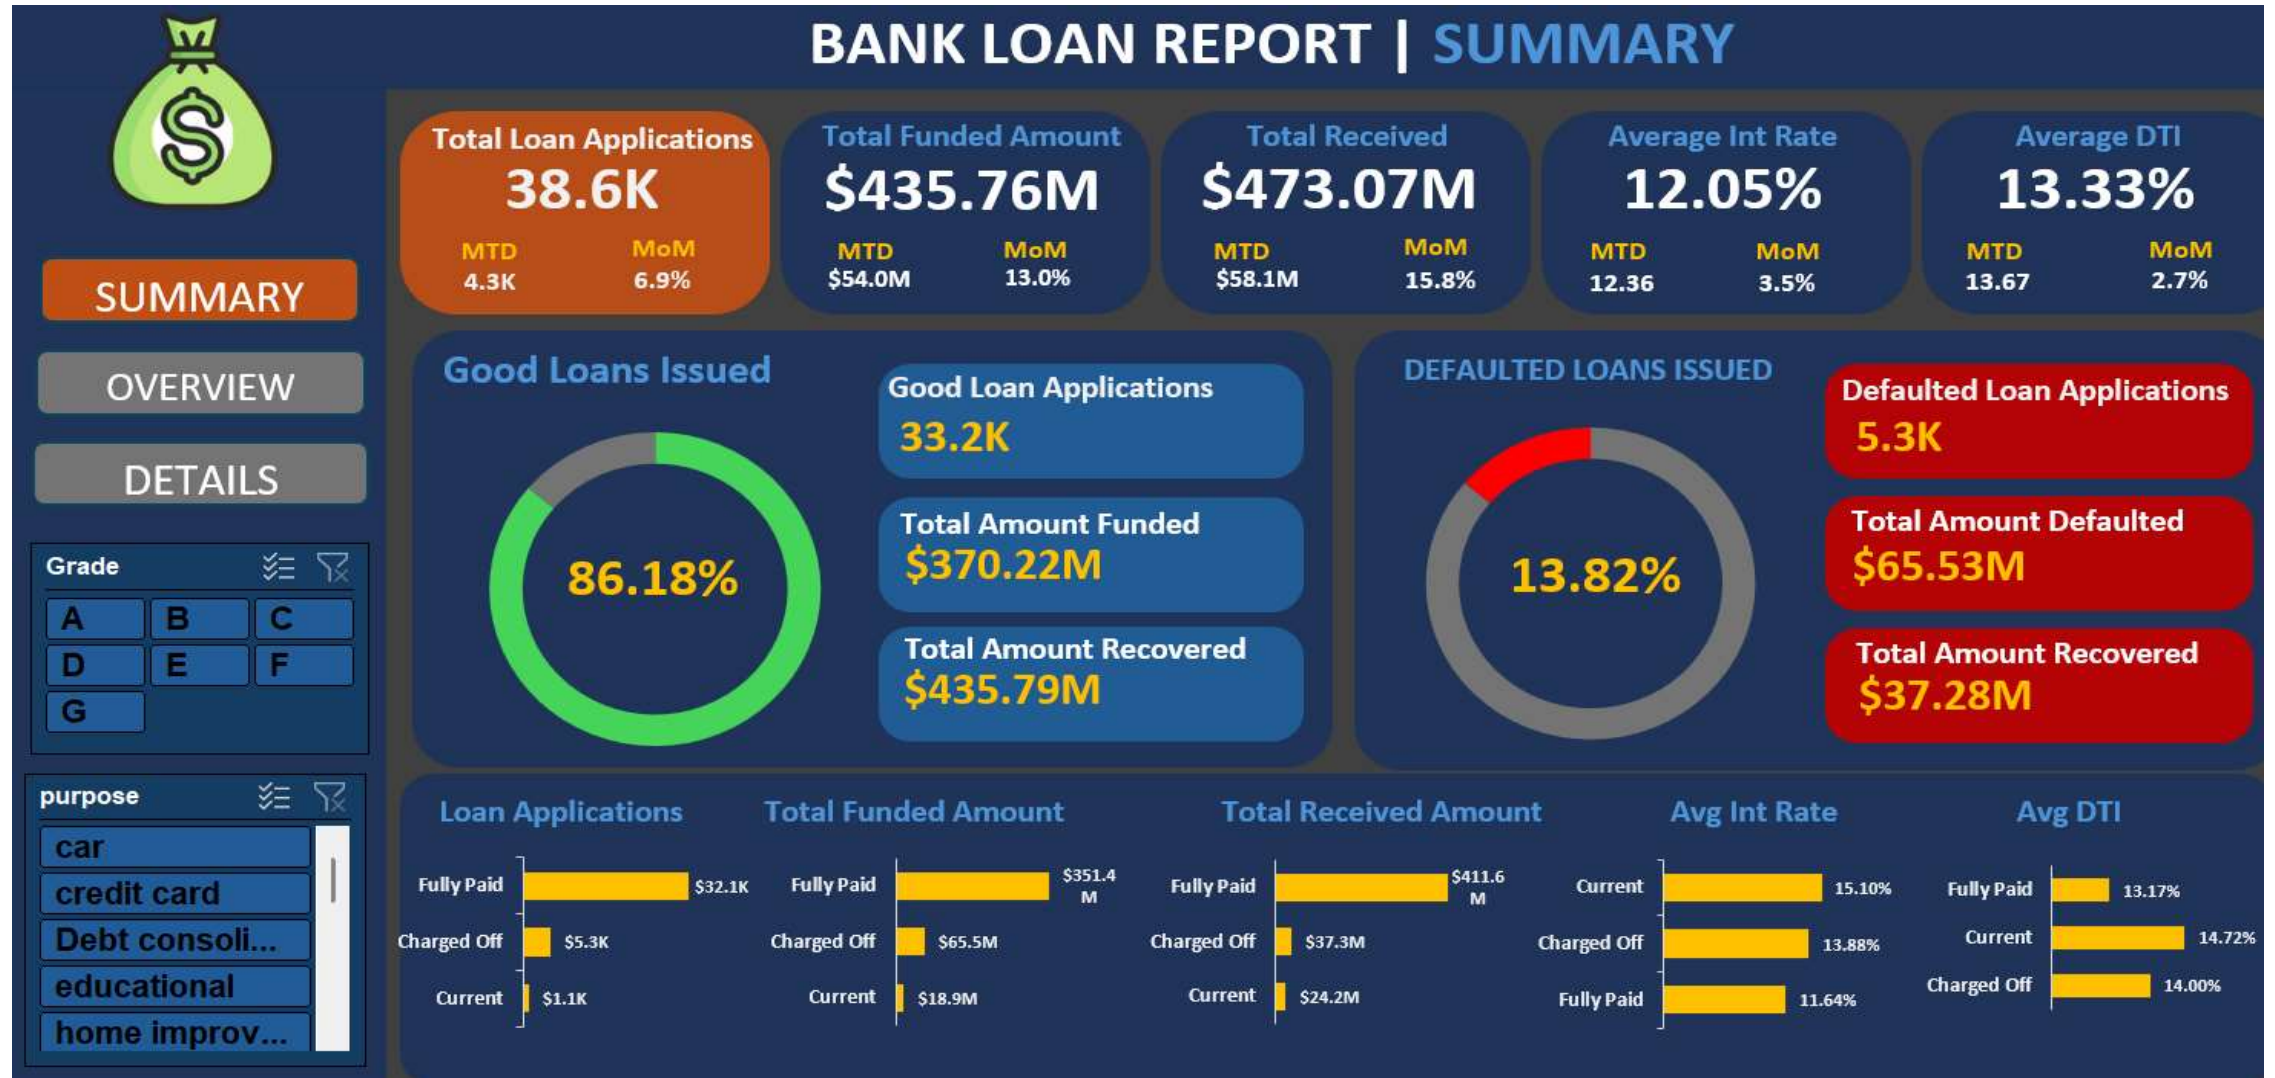 BANK LOAN REPORT | SUMMARY
$
SUMMARY
OVERVIEW
DETAILS
Grade
A B C
D E F
G
purpose
car
credit card
Debt consoli...
educational
home improv...
Total Loan Applications
38.6K
MTD MoM
4.3K 6.9%
Total Funded Amount
$435.76M
MTD MoM
$54.0M 13.0%
Total Received
$473.07M
MTD MoM
$58.1M 15.8%
Average Int Rate
12.05%
MTD MoM
12.36 3.5%
Average DTI
13.33%
MTD MoM
13.67 2.7%
Good Loans Issued
86.18%
Good Loan Applications
33.2K
Total Amount Funded
$370.22M
Total Amount Recovered
$435.79M
DEFAULTED LOANS ISSUED
13.82%
Defaulted Loan Applications
5.3K
Total Amount Defaulted
$65.53M
Total Amount Recovered
$37.28M
Loan Applications
Fully Paid $32.1K
Charged Off $5.3K
Current $1.1K
Total Funded Amount
Fully Paid $351.4
M
Charged Off $65.5M
Current $18.9M
Total Received Amount
Fully Paid $411.6
M
Charged Off $37.3M
Current $24.2M
Avg Int Rate
Current 15.10%
Charged Off 13.88%
Fully Paid 11.64%
Avg DTI
Fully Paid 13.17%
Current 14.72%
Charged Off 14.00%